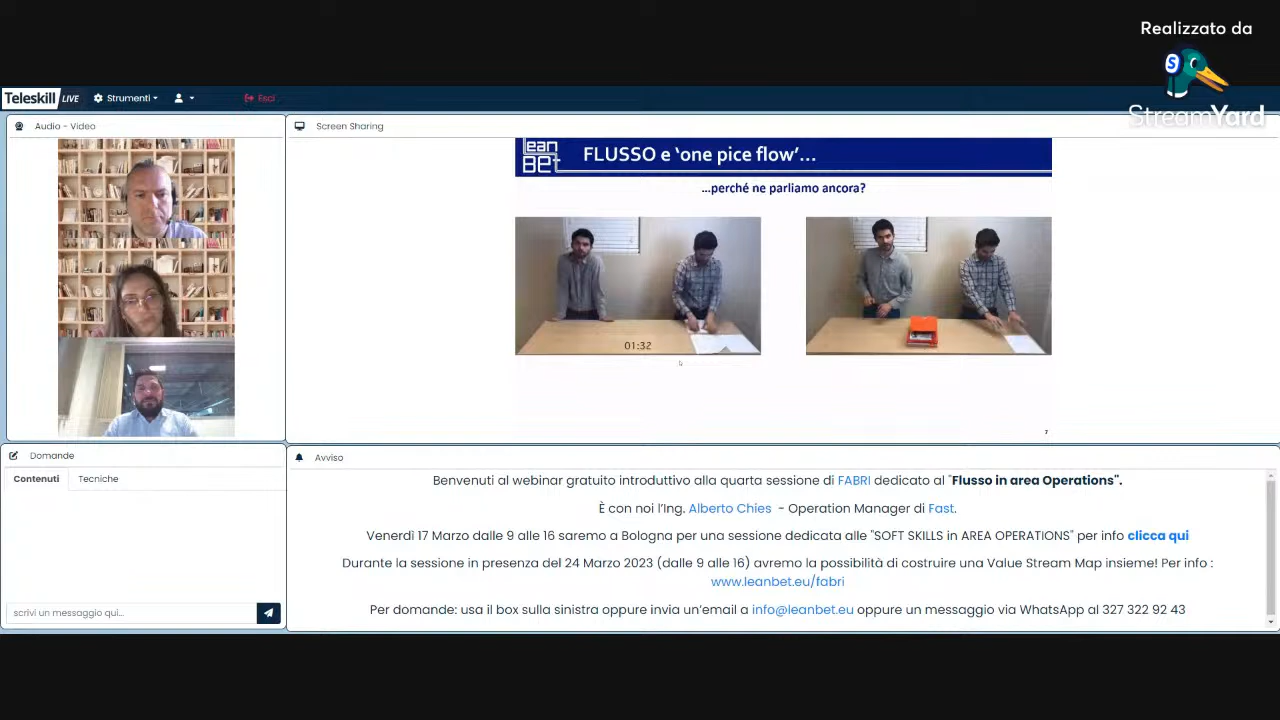 Realizzato da
StreamYard
Teleskill LIVE
Strumenti
Esci
Audio - Video
Screen Sharing
lean
BET
FLUSSO e ‘one pice flow’...
...perché ne parliamo ancora?
01:32
7
Domande
Contenuti
Tecniche
scrivi un messaggio qui...
Avviso
Benvenuti al webinar gratuito introduttivo alla quarta sessione di FABRI dedicato al "Flusso in area Operations".
È con noi l’Ing. Alberto Chies - Operation Manager di Fast.
Venerdì 17 Marzo dalle 9 alle 16 saremo a Bologna per una sessione dedicata alle "SOFT SKILLS in AREA OPERATIONS" per info clicca qui
Durante la sessione in presenza del 24 Marzo 2023 (dalle 9 alle 16) avremo la possibilità di costruire una Value Stream Map insieme! Per info :
www.leanbet.eu/fabri
Per domande: usa il box sulla sinistra oppure invia un’email a info@leanbet.eu oppure un messaggio via WhatsApp al 327 322 92 43